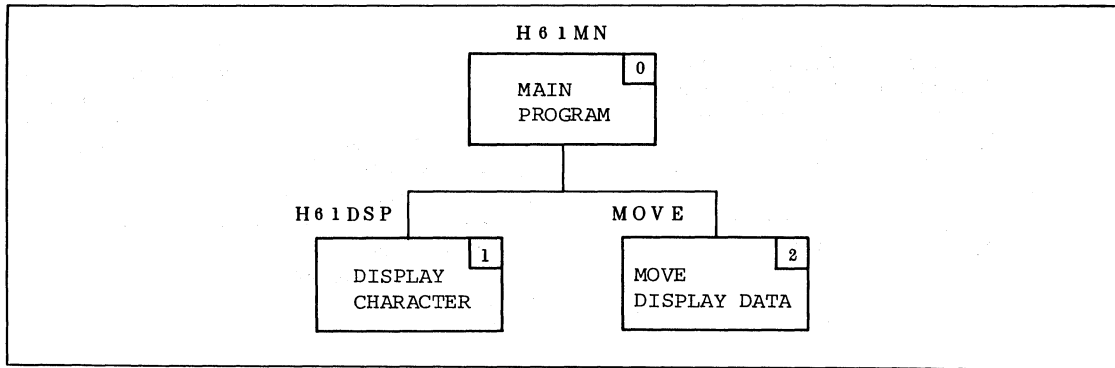 H61MN
0
MAIN
PROGRAM
H61DSP
MOVE
1
DISPLAY
CHARACTER
2
MOVE
DISPLAY DATA